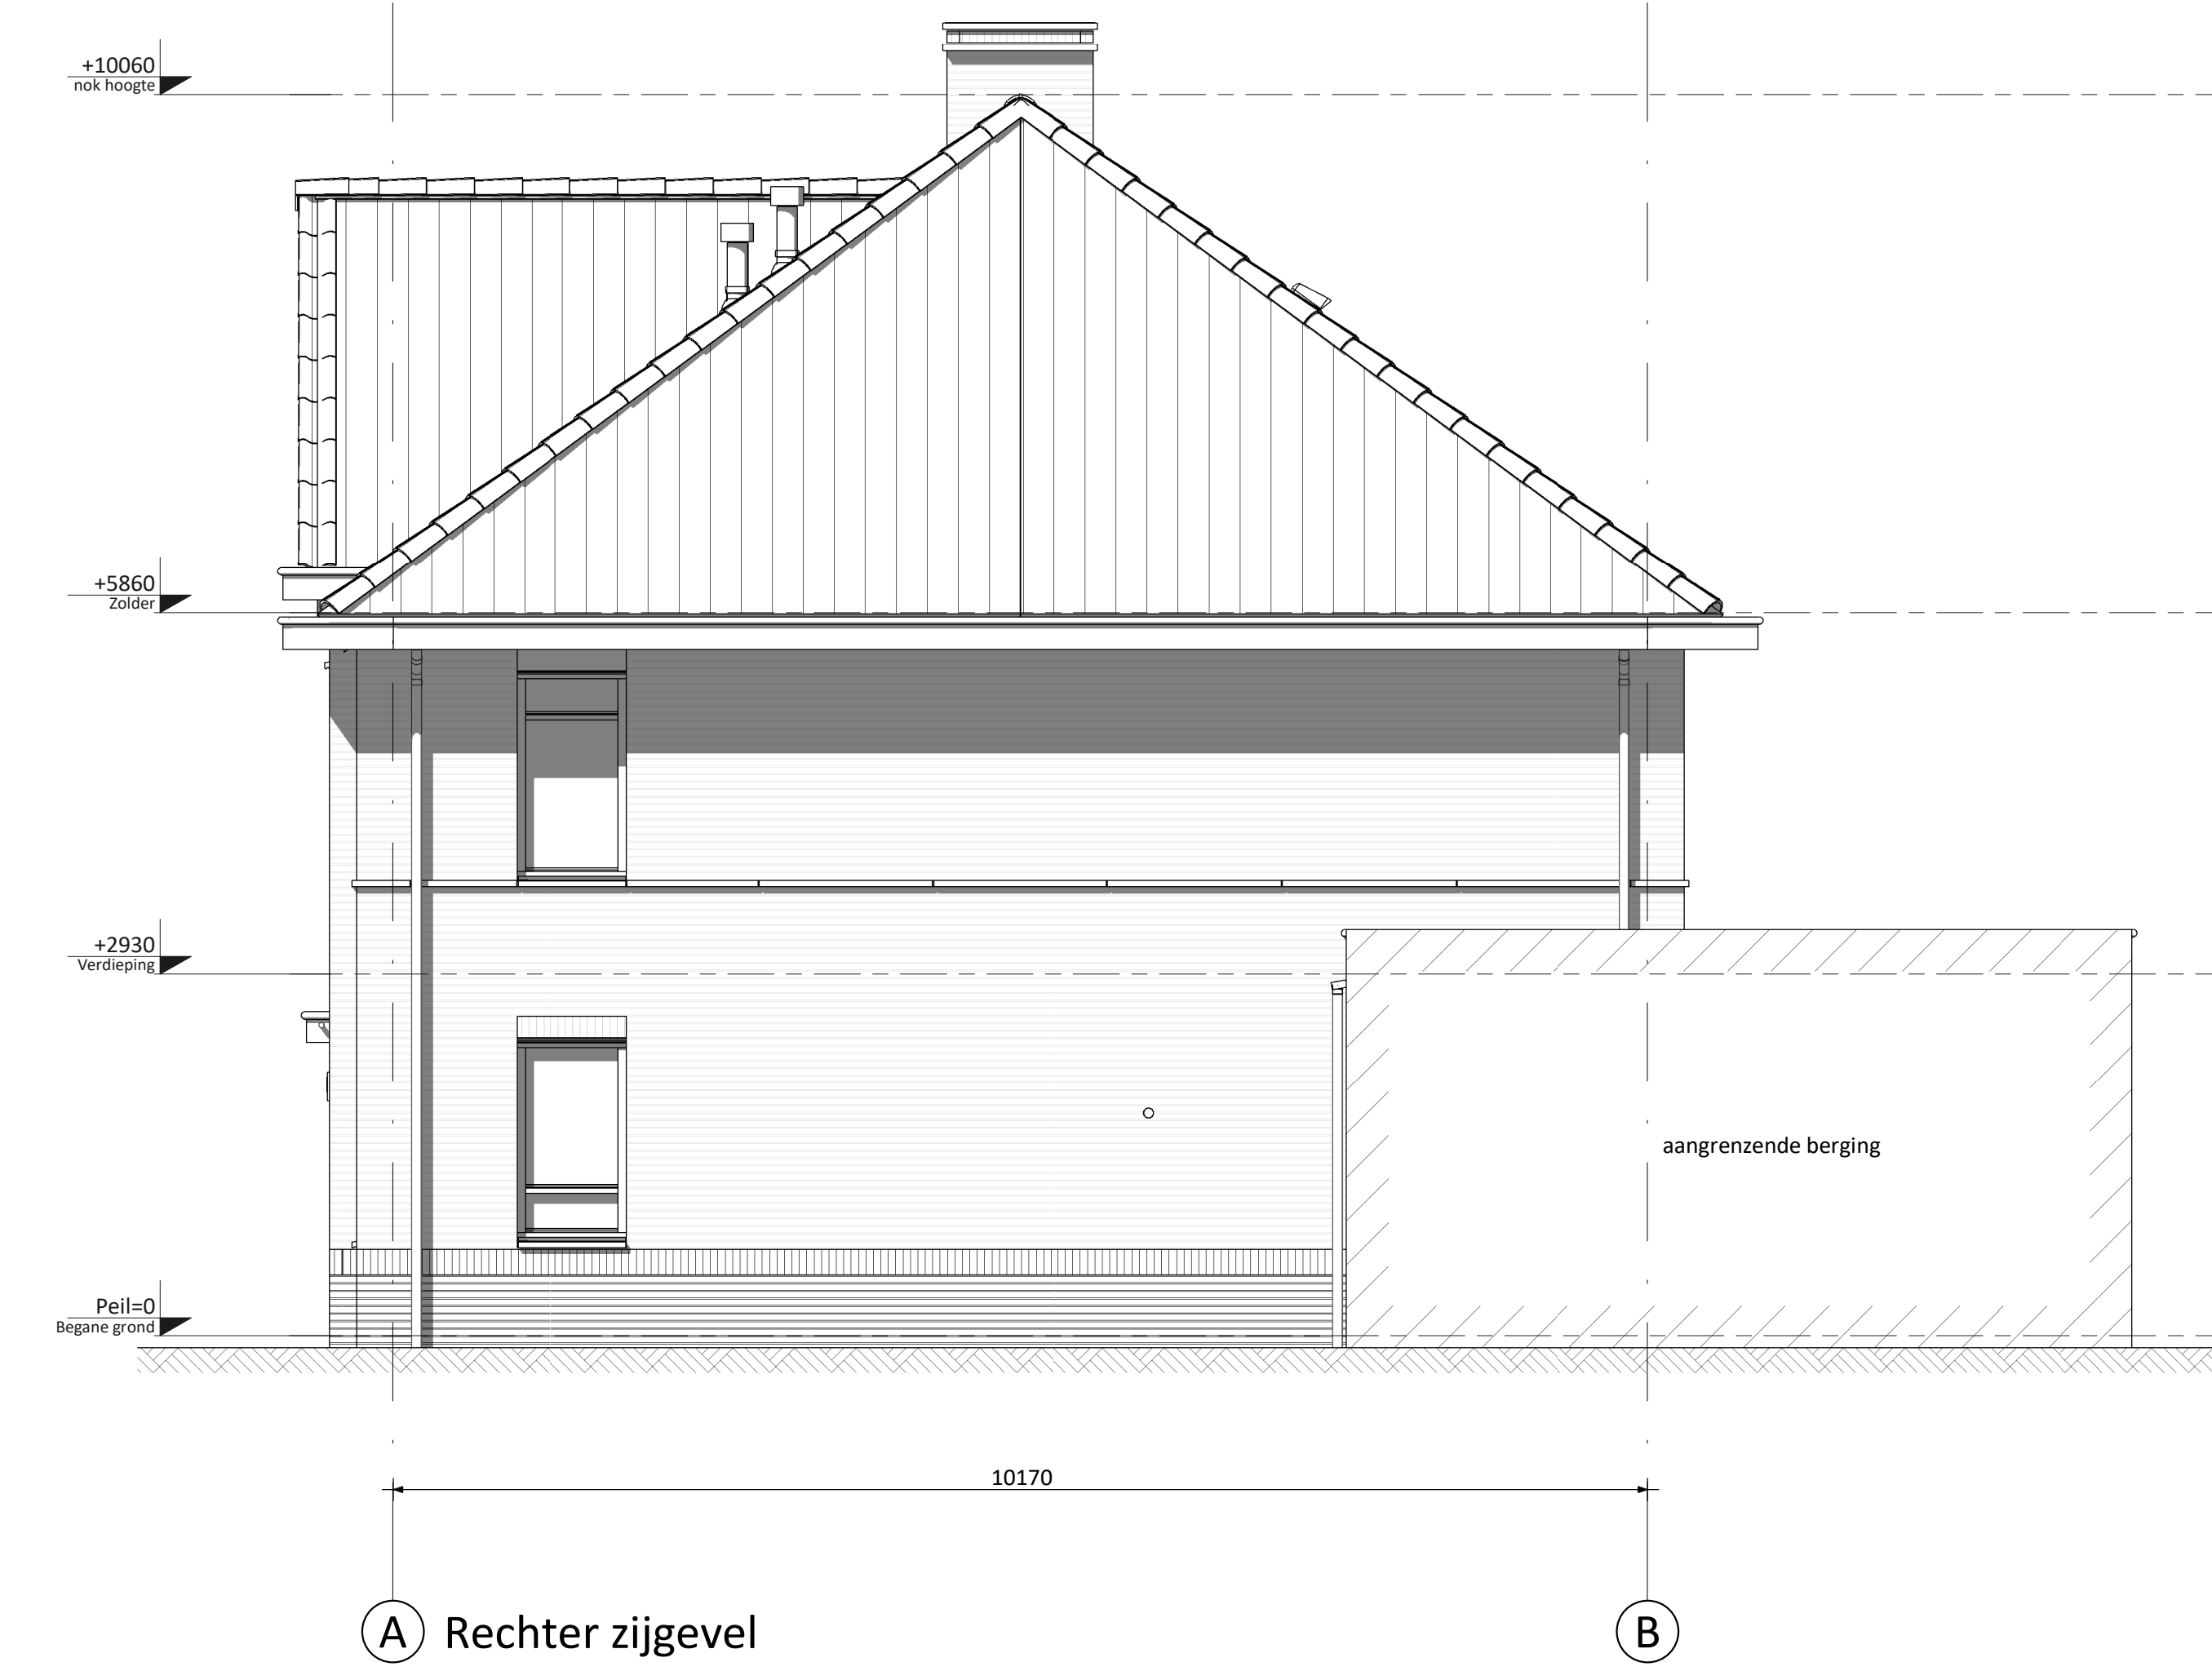 +10060
nok hoogte
+5860
Zolder
+2930
Verdieping
aangrenzende berging
Peil=0
Begane grond
10170
A Rechter zijgevel B